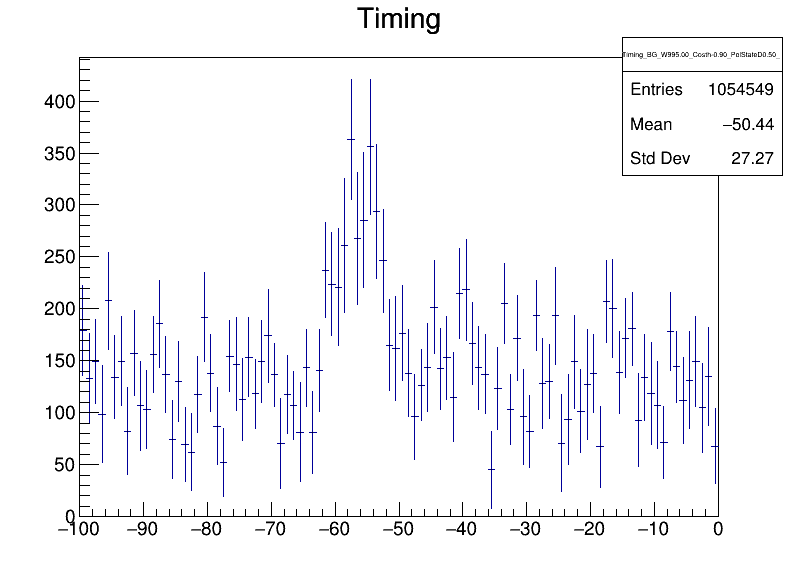 Timing
Timing_BG_W995.00_Costh-0.90_PolStateD0.50_
Entries 1054549
Mean −50.44
Std Dev 27.27
400
350
300
250
200
150
100
50
0
−100 −90 −80 −70 −60 −50 −40 −30 −20 −10 0